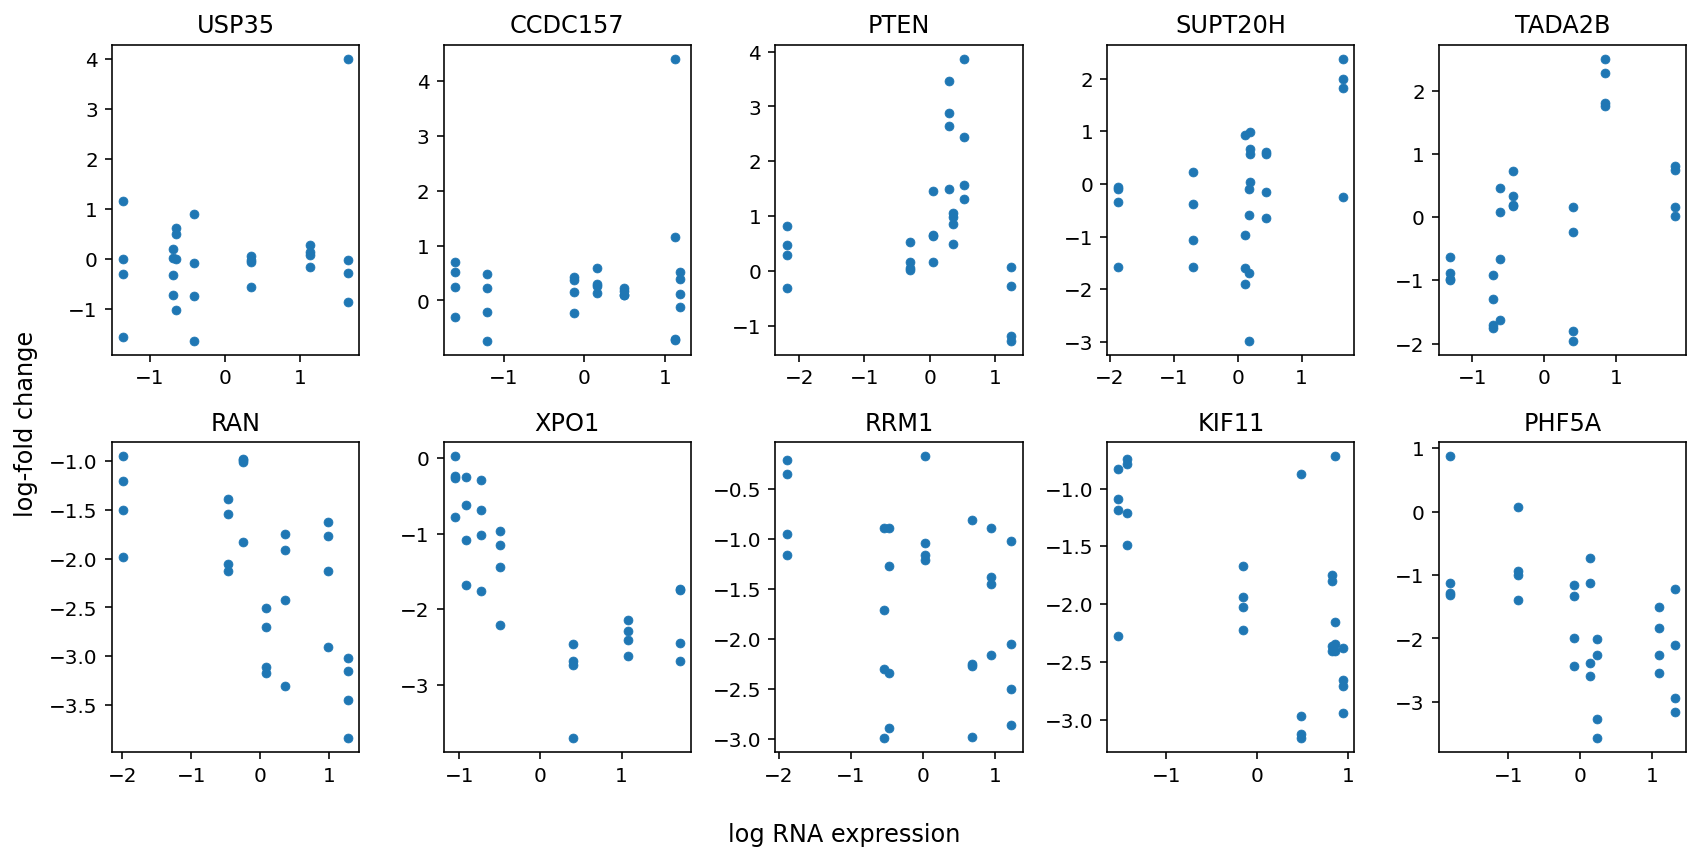 USP35 CCDC157 PTEN SUPT20H TADA2B
4 4 4 2 2
3 3 3 1 1
2 2 2 0 0
1 1 1 −1 −1
0 0 0 −2 −2
−1 −1 −3
−1 0 1 −1 0 1 −2 −1 0 1 −2 −1 0 1 −1 0 1
log-fold change
RAN XPO1 RRM1 KIF11 PHF5A
−1.0 0 −0.5 −1.0 1
−1.5 −1 −1.0 −1.5 0
−2.0 −2 −1.5 −2.0 −1
−2.5 −3 −2.0 −2.5 −2
−3.0 −2.5 −3.0 −3
−3.5 −3.0
−2 −1 0 1 −1 0 1 −2 −1 0 1 −1 0 1 −1 0 1
log RNA expression